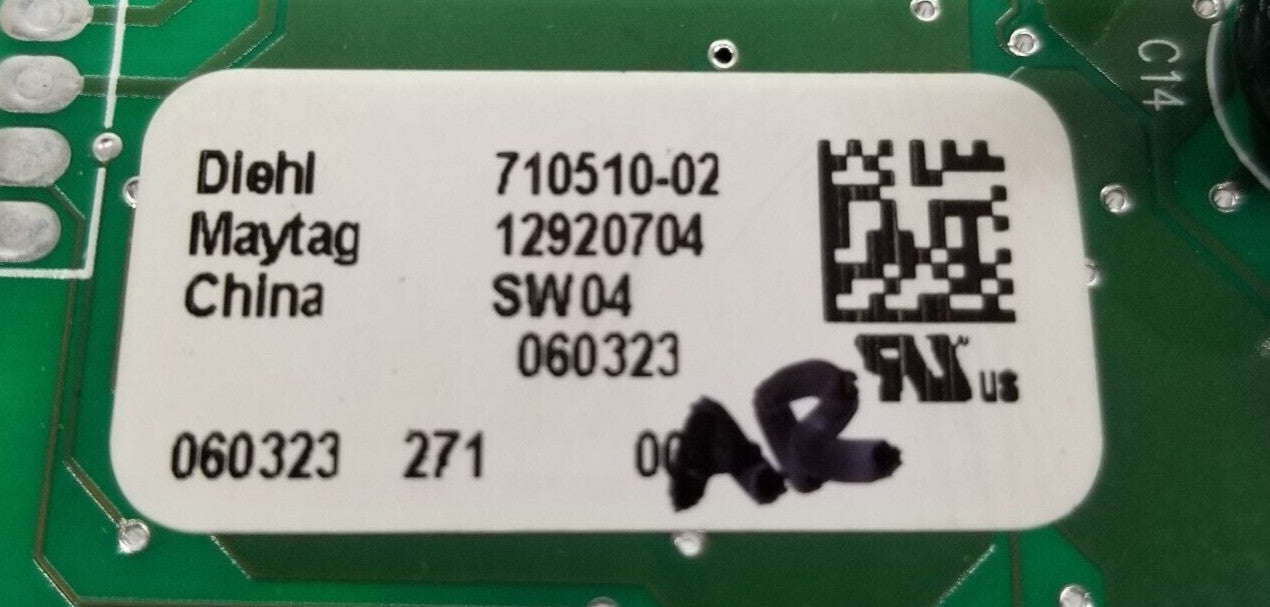 Diehl 710510-02
Maytag 12920704
China SW04
060323
US
060323 271
AR
C14